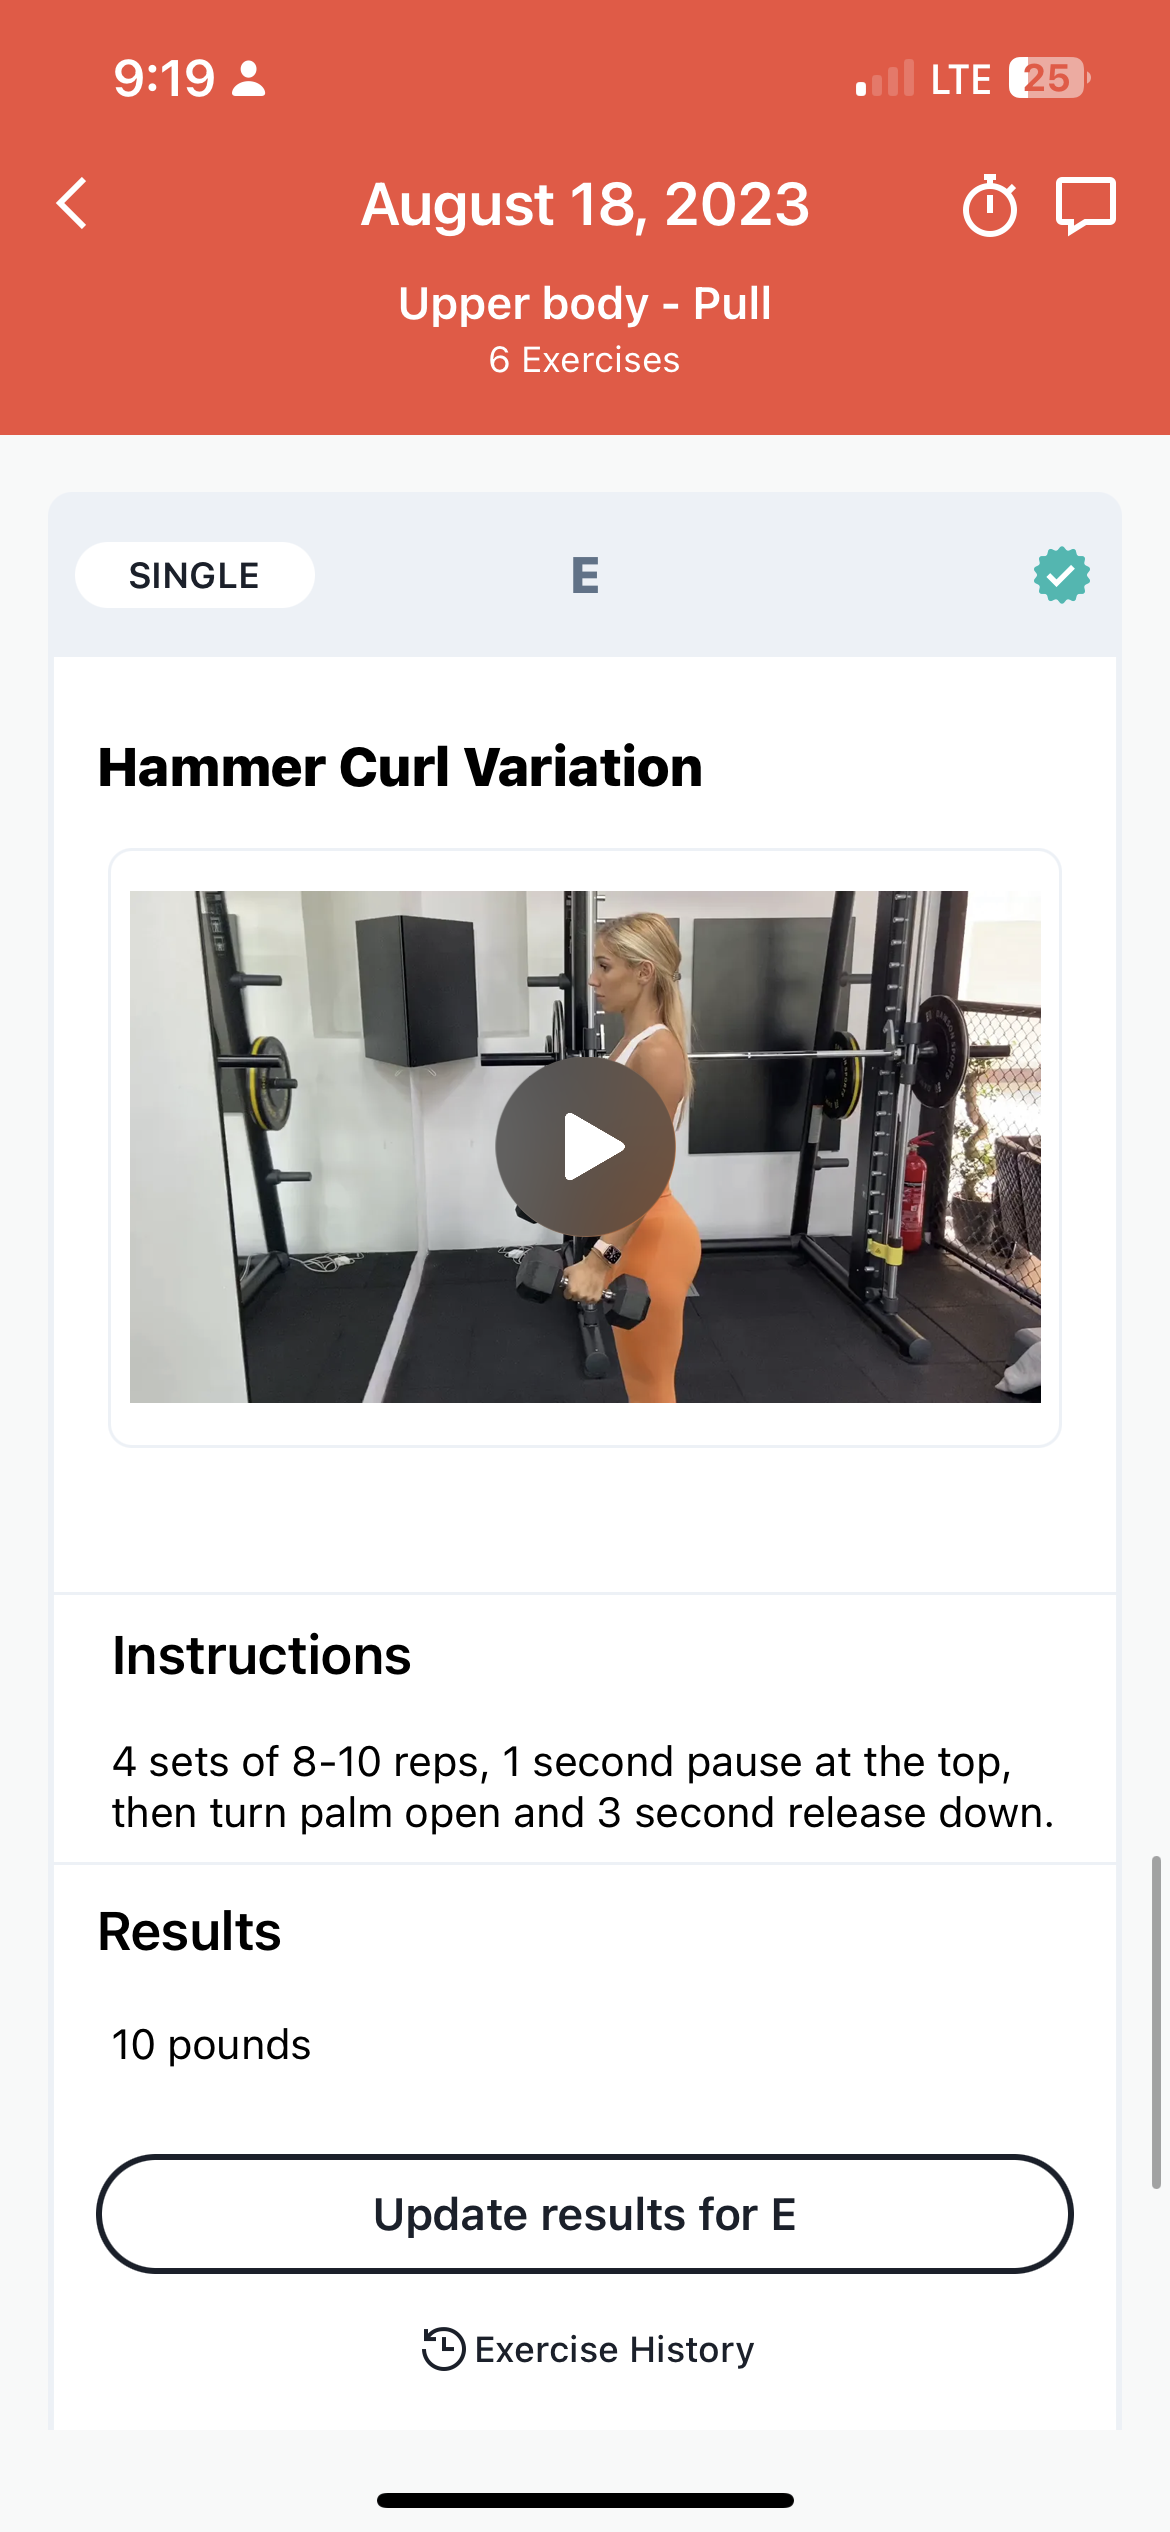 9:19
LTE 25
August 18, 2023
Upper body - Pull
6 Exercises
SINGLE
E
Hammer Curl Variation
Instructions
4 sets of 8-10 reps, 1 second pause at the top,
then turn palm open and 3 second release down.
Results
10 pounds
Update results for E
Exercise History